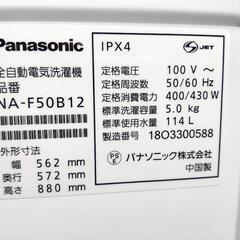 Panasonic
全自動電気洗濯機
品番
NA-F50B12
外形寸法
幅 562 mm
奥行 572 mm
高さ 880 mm
IPX4
S JET
定格電圧 100 V～
定格周波数 50/60 Hz
定格消費電力 400/430 W
標準洗濯容量 5.0 kg
標準使用水量 114 L
製造番号 18O3300588
PS E パナソニック株式会社
中国製